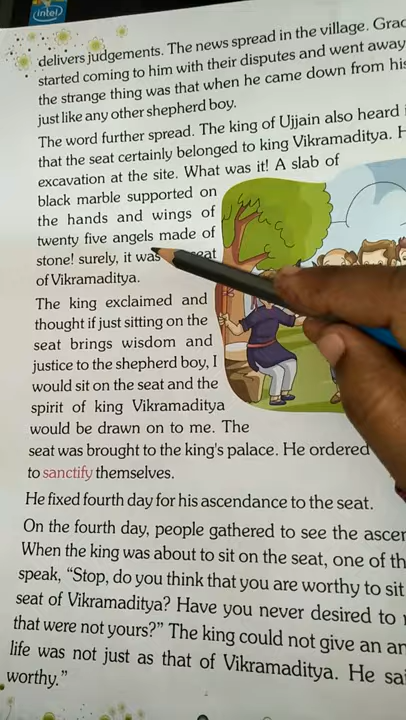 intel
delivers judgements. The news spread in the village. Grac
started coming to him with their disputes and went away
the strange thing was that when he came down from his
just like any other shepherd boy.
The word further spread. The king of Ujjain also heard
that the seat certainly belonged to king Vikramaditya. H
excavation at the site. What was it! A slab of
black marble supported on
the hands and wings of
twenty five angels made of
stone! surely, it was seat
of Vikramaditya.
The king exclaimed and
thought if just sitting on the
seat brings wisdom and
justice to the shepherd boy, I
would sit on the seat and the
spirit of king Vikramaditya
would be drawn on to me. The
seat was brought to the king's palace. He ordered
to sanctify themselves.
He fixed fourth day for his ascendance to the seat.
On the fourth day, people gathered to see the ascen
When the king was about to sit on the seat, one of th
speak, "Stop, do you think that you are worthy to sit
seat of Vikramaditya? Have you never desired to
that were not yours?" The king could not give an an
life was not just as that of Vikramaditya. He sai
worthy."